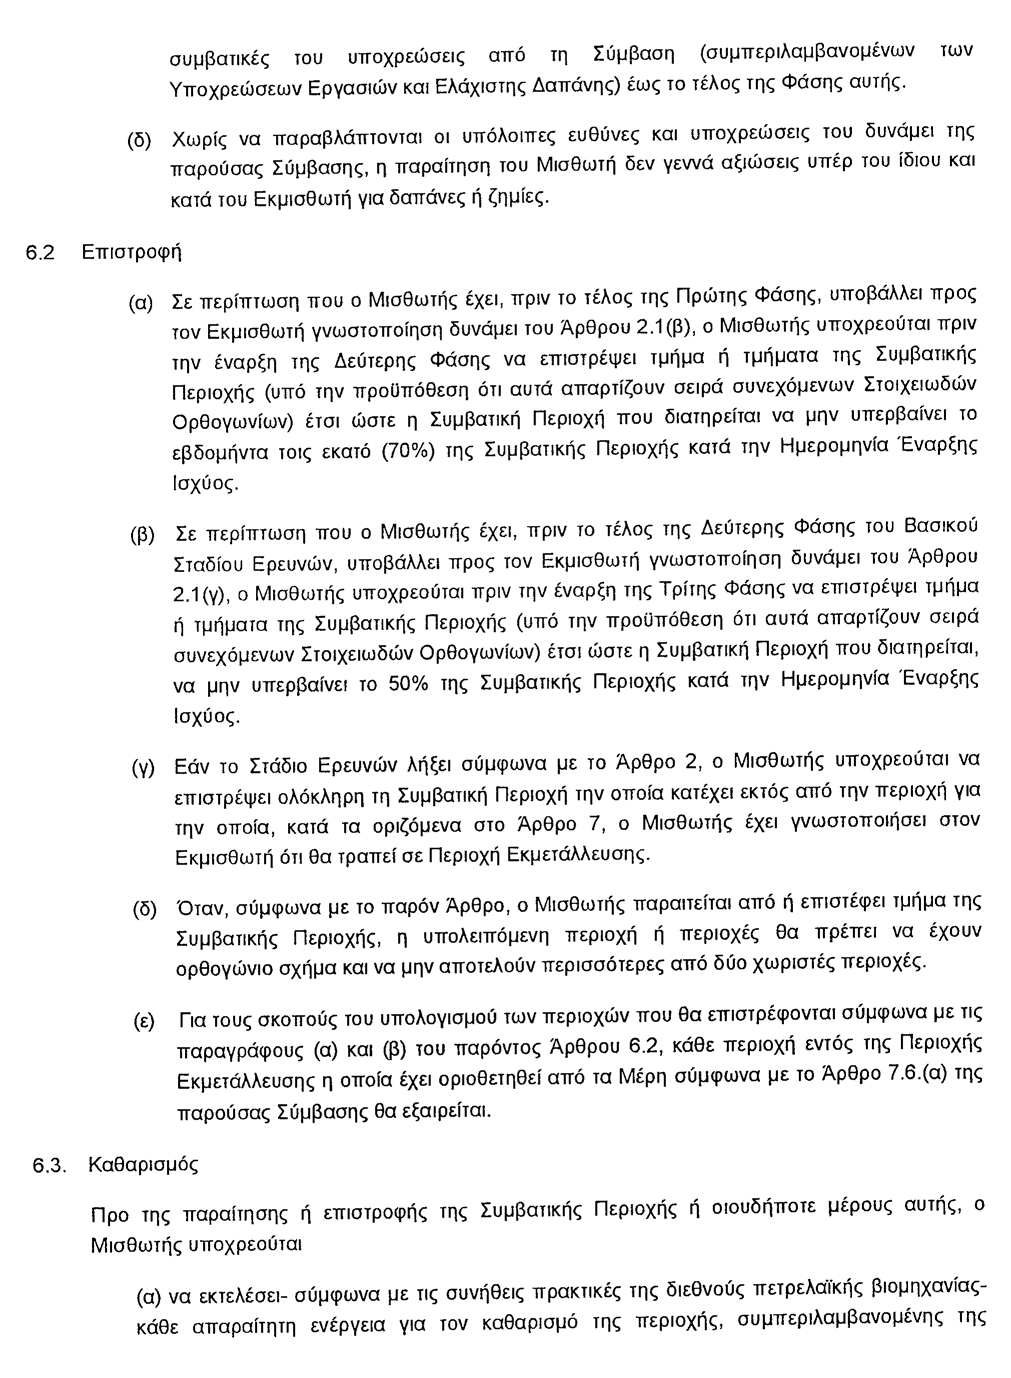 συμβατικές του υποχρεώσεις από τη Σύμβαση (συμπεριλαμβανομένων των
Υποχρεώσεων Εργασιών και Ελάχιστης Δαπάνης) έως το τέλος της Φάσης αυτής.
(δ) Χωρίς να παραβλάπτονται οι υπόλοιπες ευθύνες και υποχρεώσεις του δυνάμει της
παρούσας Σύμβασης, η παραίτηση του Μισθωτή δεν γεννά αξιώσεις υπέρ του ίδιου και
κατά του Εκμισθωτή για δαπάνες ή ζημίες.
6.2 Επιστροφή
(α) Σε περίπτωση που ο Μισθωτής έχει, πριν το τέλος της Πρώτης Φάσης, υποβάλλει προς
τον Εκμισθωτή γνωστοποίηση δυνάμει του Άρθρου 2.1(β), ο Μισθωτής υποχρεούται πριν
την έναρξη της Δεύτερης Φάσης να επιστρέψει τμήμα ή τμήματα της Συμβατικής
Περιοχής (υπό την προϋπόθεση ότι αυτά απαρτίζουν σειρά συνεχόμενων Στοιχειωδών
Ορθογωνίων) έτσι ώστε η Συμβατική Περιοχή που διατηρείται να μην υπερβαίνει το
εβδομήντα τοις εκατό (70%) της Συμβατικής Περιοχής κατά την Ημερομηνία Έναρξης
Ισχύος.
(β) Σε περίπτωση που ο Μισθωτής έχει, πριν το τέλος της Δεύτερης Φάσης του Βασικού
Σταδίου Ερευνών, υποβάλλει προς τον Εκμισθωτή γνωστοποίηση δυνάμει του Άρθρου
2.1(γ), ο Μισθωτής υποχρεούται πριν την έναρξη της Τρίτης Φάσης να επιστρέψει τμήμα
ή τμήματα της Συμβατικής Περιοχής (υπό την προϋπόθεση ότι αυτά απαρτίζουν σειρά
συνεχόμενων Στοιχειωδών Ορθογωνίων) έτσι ώστε η Συμβατική Περιοχή που διατηρείται,
να μην υπερβαίνει το 50% της Συμβατικής Περιοχής κατά την Ημερομηνία Έναρξης
Ισχύος.
(γ) Εάν το Στάδιο Ερευνών λήξει σύμφωνα με το Άρθρο 2, ο Μισθωτής υποχρεούται να
επιστρέψει ολόκληρη τη Συμβατική Περιοχή την οποία κατέχει εκτός από την περιοχή για
την οποία, κατά τα οριζόμενα στο Άρθρο 7, ο Μισθωτής έχει γνωστοποιήσει στον
Εκμισθωτή ότι θα τραπεί σε Περιοχή Εκμετάλλευσης.
(δ) Όταν, σύμφωνα με το παρόν Άρθρο, ο Μισθωτής παραιτείται από ή επιστέφει τμήμα της
Συμβατικής Περιοχής, η υπολειπόμενη περιοχή ή περιοχές θα πρέπει να έχουν
ορθογώνιο σχήμα και να μην αποτελούν περισσότερες από δύο χωριστές περιοχές.
(ε) Για τους σκοπούς του υπολογισμού των περιοχών που θα επιστρέφονται σύμφωνα με τις
παραγράφους (α) και (β) του παρόντος Άρθρου 6.2, κάθε περιοχή εντός της Περιοχής
Εκμετάλλευσης η οποία έχει οριοθετηθεί από τα Μέρη σύμφωνα με το Άρθρο 7.6.(α) της
παρούσας Σύμβασης θα εξαιρείται.
6.3. Καθαρισμός
Προ της παραίτησης ή επιστροφής της Συμβατικής Περιοχής ή οιουδήποτε μέρους αυτής, ο
Μισθωτής υποχρεούται
(α) να εκτελέσει- σύμφωνα με τις συνήθεις πρακτικές της διεθνούς πετρελαϊκής βιομηχανίας-
κάθε απαραίτητη ενέργεια για τον καθαρισμό της περιοχής, συμπεριλαμβανομένης της